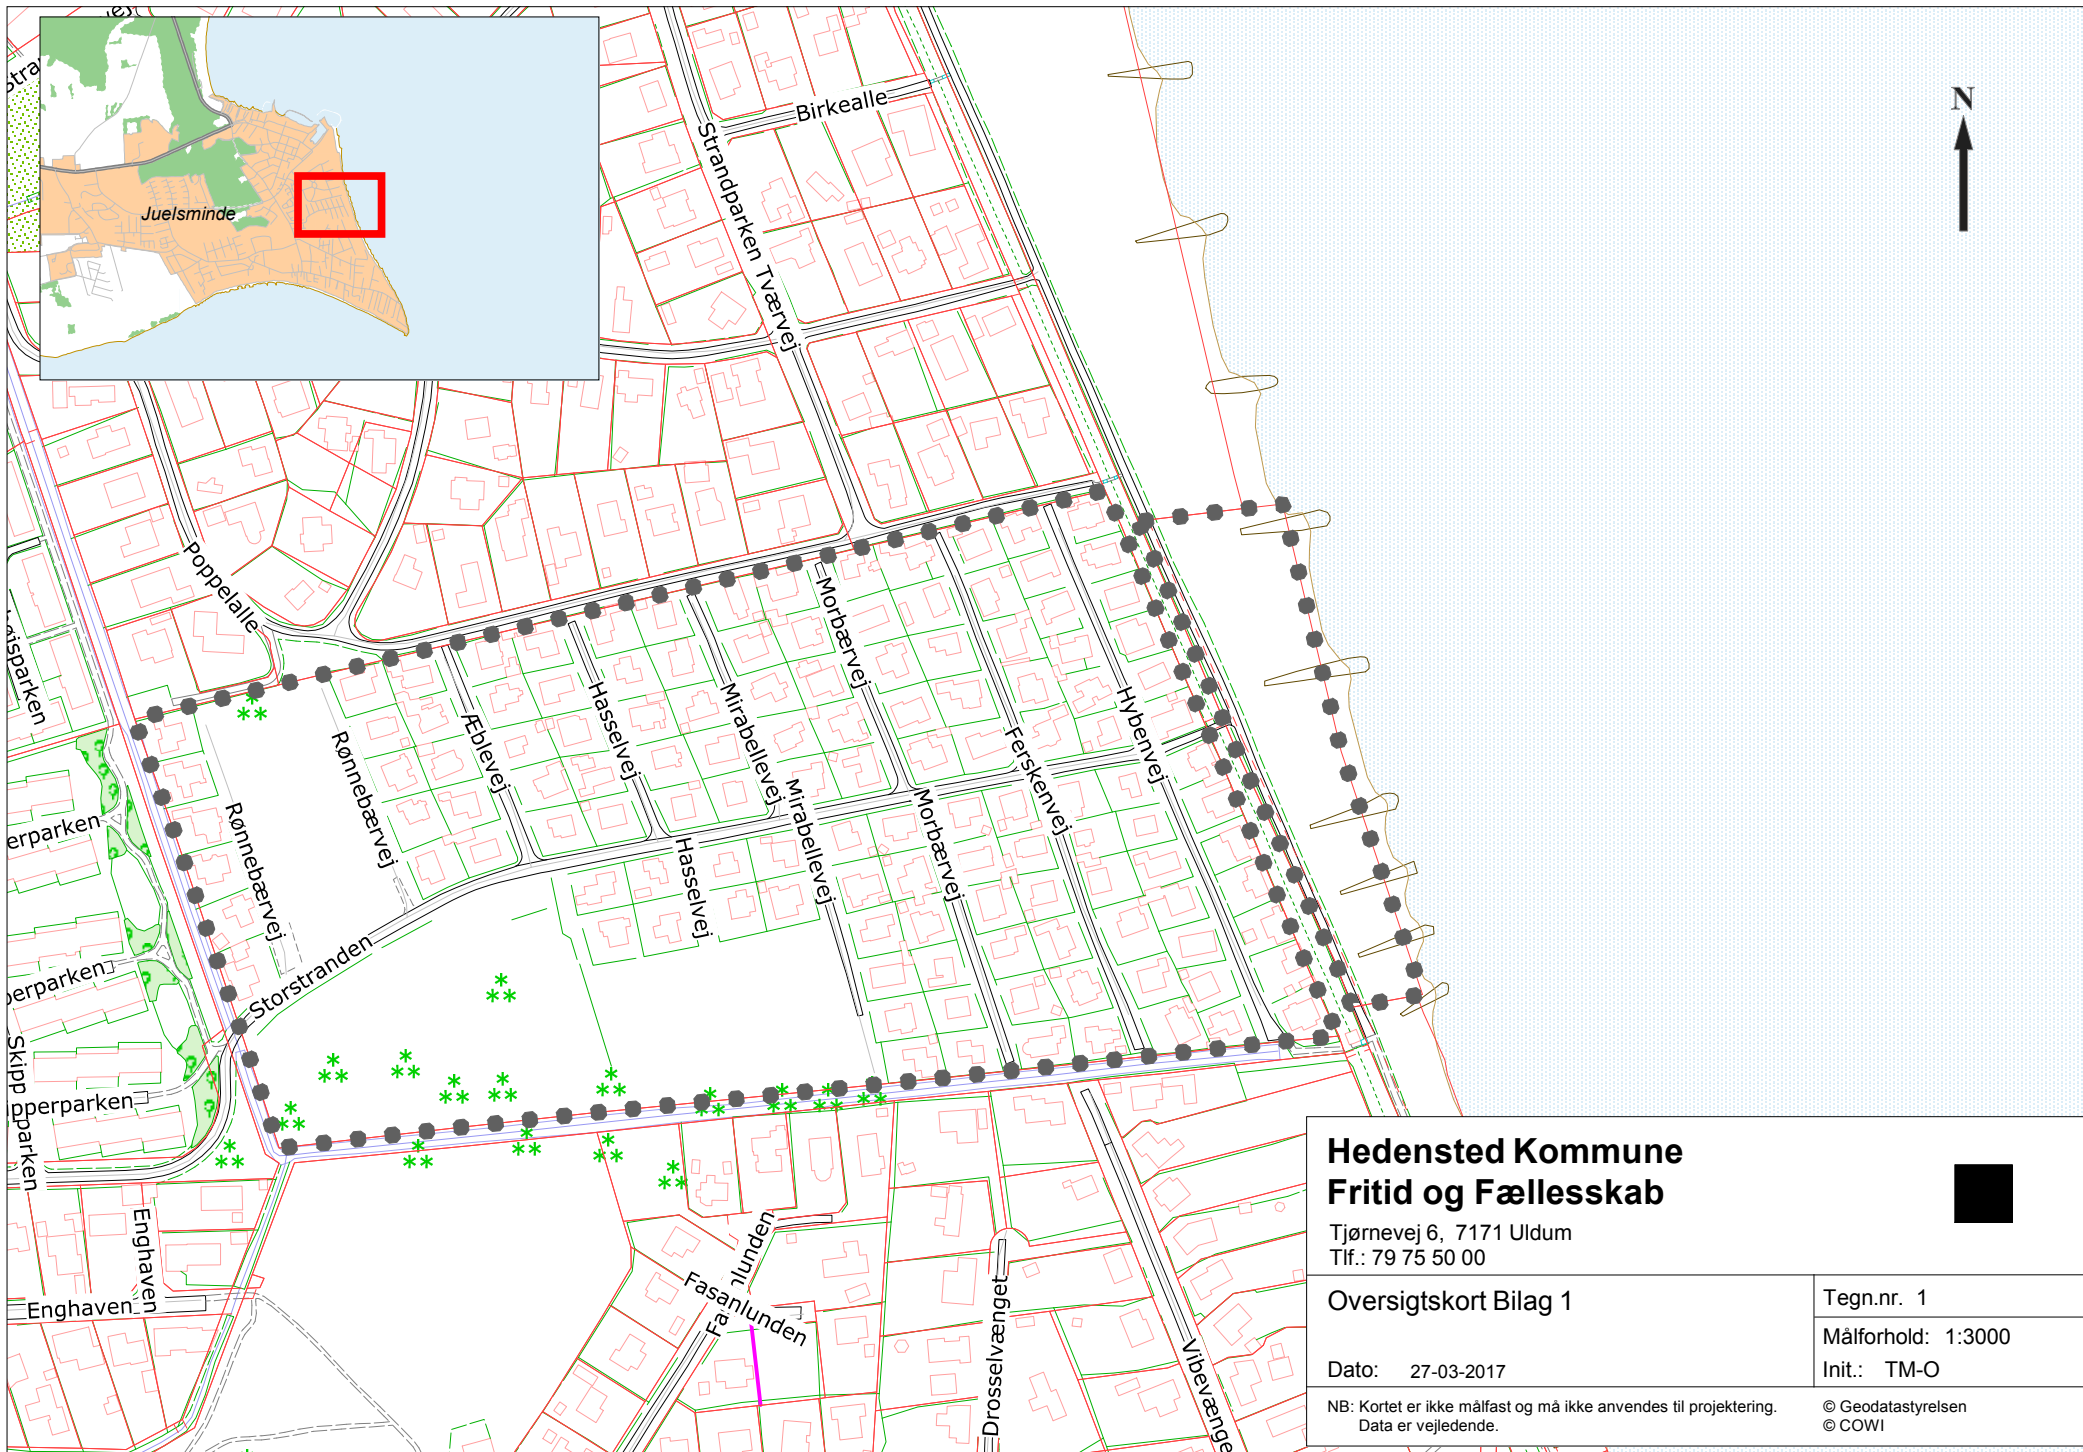 Juelsminde
N
Birkealle
Strandparken Tværvej
Poppelalle
Morbærvej
Mirabellevej
Hasselvej
Æblevej
Rønnebærvej
Ferskenvej
Hybenvej
Rønnebærvej
Mirabellevej
Morbærvej
Hasselvej
Storstranden
Enghaven
Enghaven
Fasanlunden
Drosselvænget
Hedensted Kommune
Fritid og Fællesskab
Tjørnevej 6, 7171 Uldum
Tlf.: 79 75 50 00
Oversigtskort Bilag 1
Dato: 27-03-2017
Tegn.nr. 1
Målforhold: 1:3000
Init.: TM-O
NB: Kortet er ikke målfast og må ikke anvendes til projektering.
Data er vejledende.
© Geodatastyrelsen
© COWI